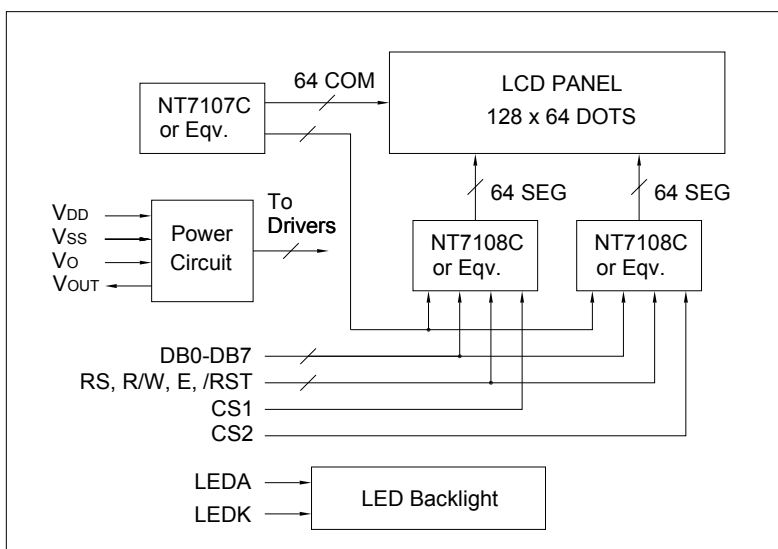 64 COM
NT7107C
or Eqv.
LCD PANEL
128 x 64 DOTS
64 SEG
64 SEG
VDD
VSS
VO
VOUT
Power
Circuit
To
Drivers
NT7108C
or Eqv.
NT7108C
or Eqv.
DB0-DB7
RS, R/W, E, /RST
CS1
CS2
LEDA
LEDK
LED Backlight